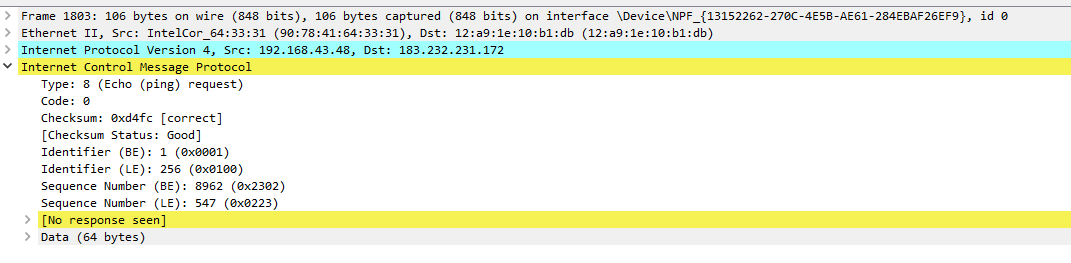 Frame 1803: 106 bytes on wire (848 bits), 106 bytes captured (848 bits) on interface \Device\NPF_{13152262-270C-4E5B-AE61-284EBAF26EF9}, id 0
Ethernet II, Src: IntelCor_64:33:31 (90:78:41:64:33:31), Dst: 12:a9:1e:10:b1:db (12:a9:1e:10:b1:db)
Internet Protocol Version 4, Src: 192.168.43.48, Dst: 183.232.231.172
Internet Control Message Protocol
Type: 8 (Echo (ping) request)
Code: 0
Checksum: 0xd4fc [correct]
[Checksum Status: Good]
Identifier (BE): 1 (0x0001)
Identifier (LE): 256 (0x0100)
Sequence Number (BE): 8962 (0x2302)
Sequence Number (LE): 547 (0x0223)
[No response seen]
Data (64 bytes)